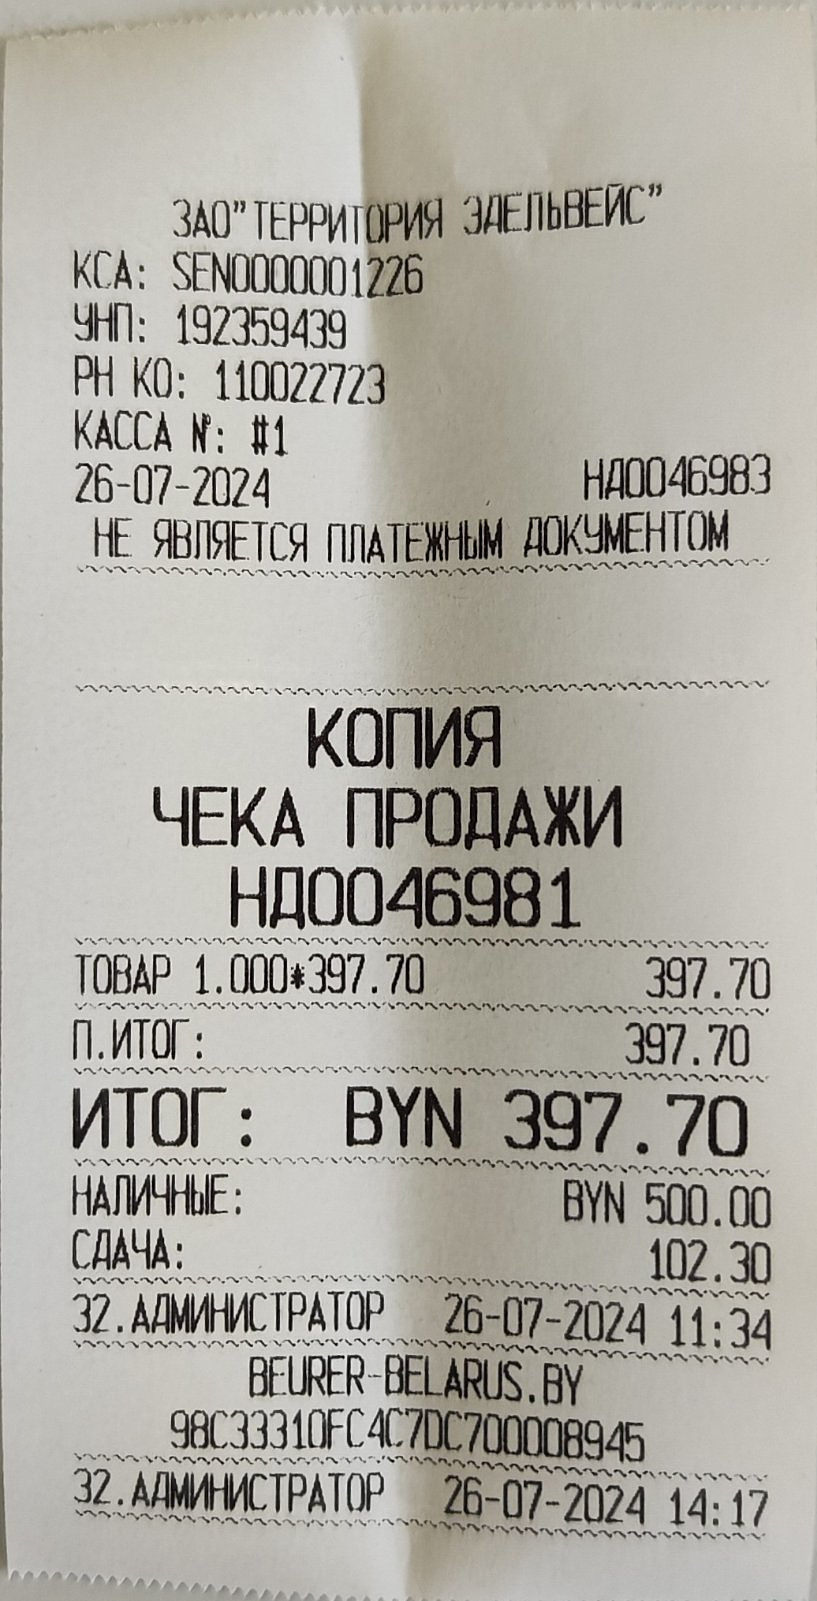 ЗАО"ТЕРРИТОРИЯ ЭДЕЛЬВЕЙС"
КСА: SEN0000001226
УНП: 192359439
РН КО: 110022723
КАССА №: #1
26-07-2024 НД0046983
НЕ ЯВЛЯЕТСЯ ПЛАТЕЖНЫМ ДОКУМЕНТОМ
КОПИЯ
ЧЕКА ПРОДАЖИ
НД0046981
ТОВАР 1.000*397.70 397.70
П.ИТОГ: 397.70
ИТОГ: BYN 397.70
НАЛИЧНЫЕ: BYN 500.00
СДАЧА: 102.30
32.АДМИНИСТРАТОР 26-07-2024 11:34
BEURER-BELARUS.BY
98C33310FC4C7DC700008945
32.АДМИНИСТРАТОР 26-07-2024 14:17